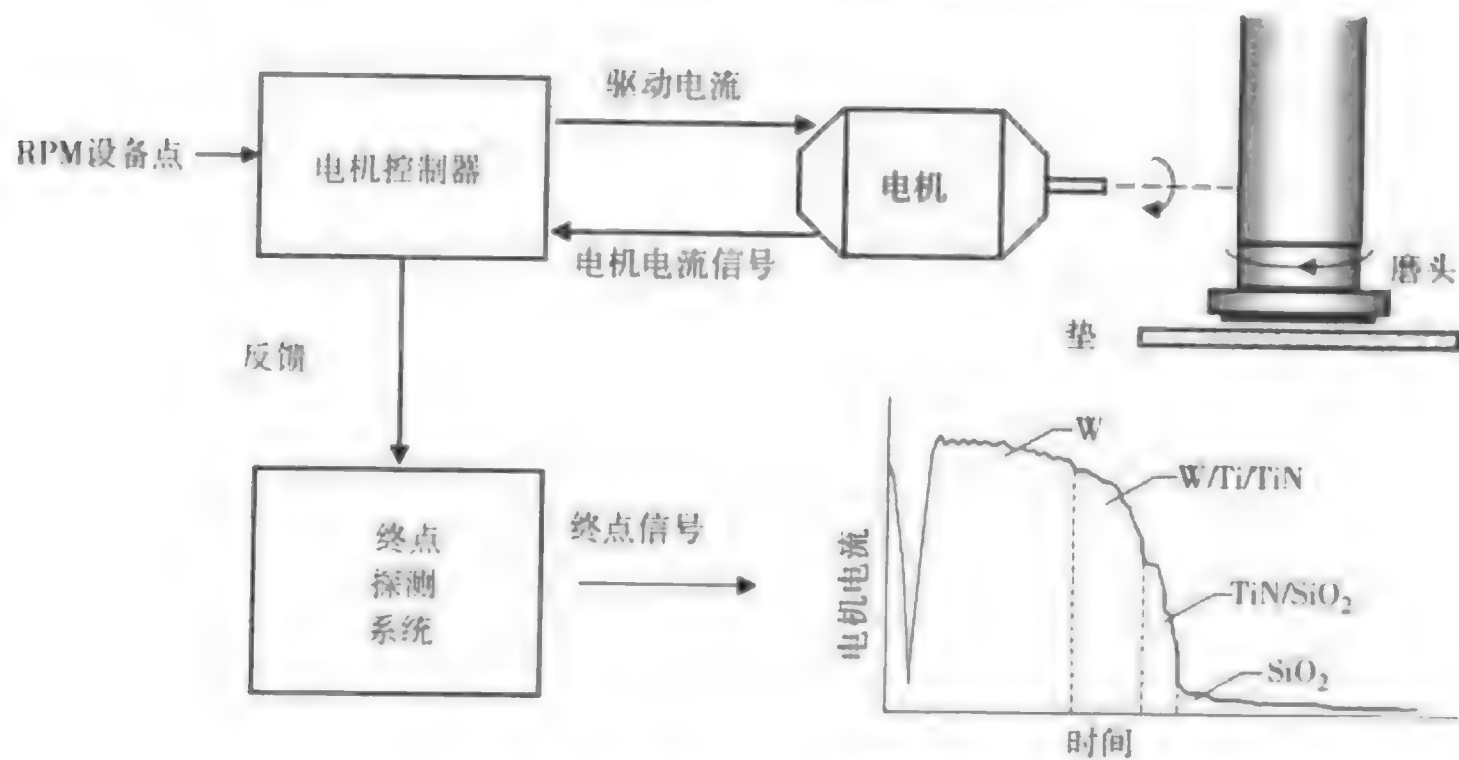 驱动电流
RPM设备点
电机控制器
电机
电机电流信号
磨头
垫
反馈
终点
探测
系统
终点信号
W
W/Ti/TiN
TiN/SiO₂
SiO₂
电机电流
时间